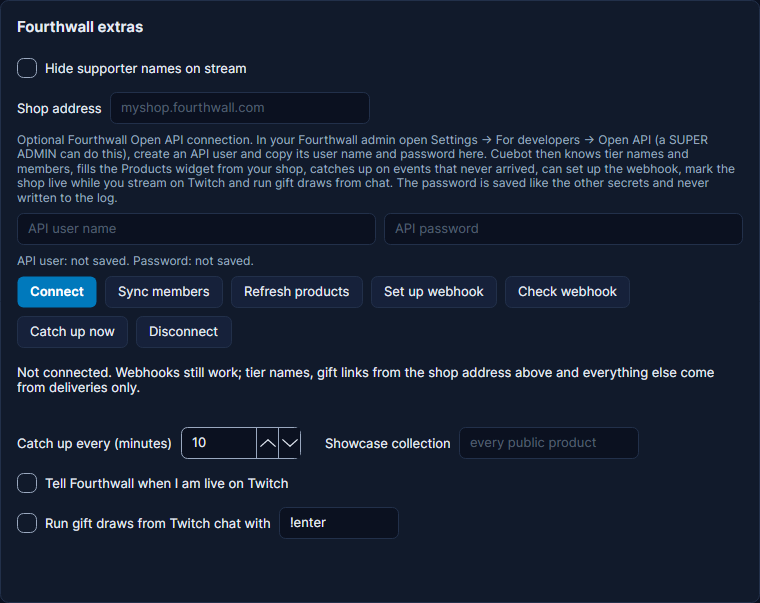 Fourthwall extras
Hide supporter names on stream
Shop address myshop.fourthwall.com
Optional Fourthwall Open API connection. In your Fourthwall admin open Settings → For developers → Open API (a SUPER
ADMIN can do this), create an API user and copy its user name and password here. Cuebot then knows tier names and
members, fills the Products widget from your shop, catches up on events that never arrived, can set up the webhook, mark the
shop live while you stream on Twitch and run gift draws from chat. The password is saved like the other secrets and never
written to the log.
API user name API password
API user: not saved. Password: not saved.
Connect Sync members Refresh products Set up webhook Check webhook
Catch up now Disconnect
Not connected. Webhooks still work; tier names, gift links from the shop address above and everything else come
from deliveries only.
Catch up every (minutes) 10 Showcase collection every public product
Tell Fourthwall when I am live on Twitch
Run gift draws from Twitch chat with !enter